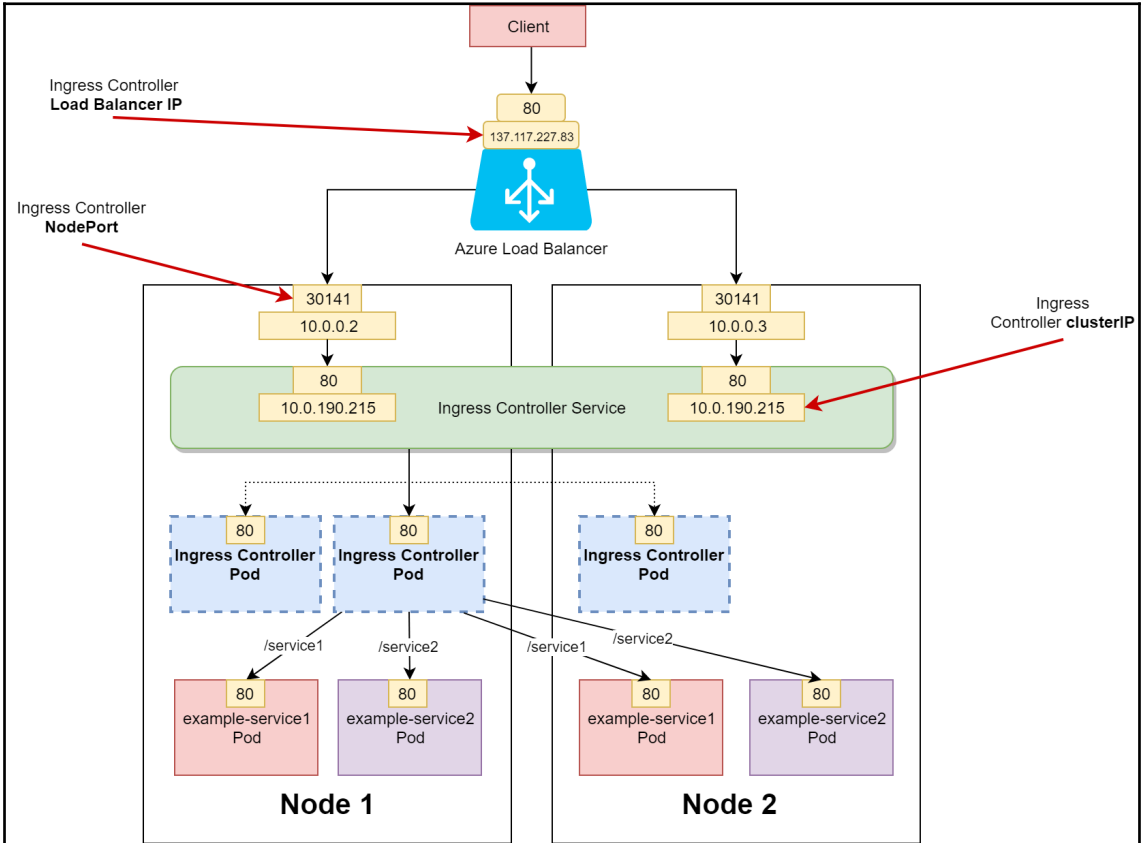 Client
Ingress Controller
Load Balancer IP
80
137.117.227.83
Ingress Controller
NodePort
Azure Load Balancer
30141
10.0.0.2
30141
10.0.0.3
Ingress
Controller clusterIP
80
10.0.190.215
Ingress Controller Service
80
10.0.190.215
80
Ingress Controller
Pod
80
Ingress Controller
Pod
80
Ingress Controller
Pod
/service1
/service2
/service1
/service2
80
example-service1
Pod
80
example-service2
Pod
80
example-service1
Pod
80
example-service2
Pod
Node 1
Node 2